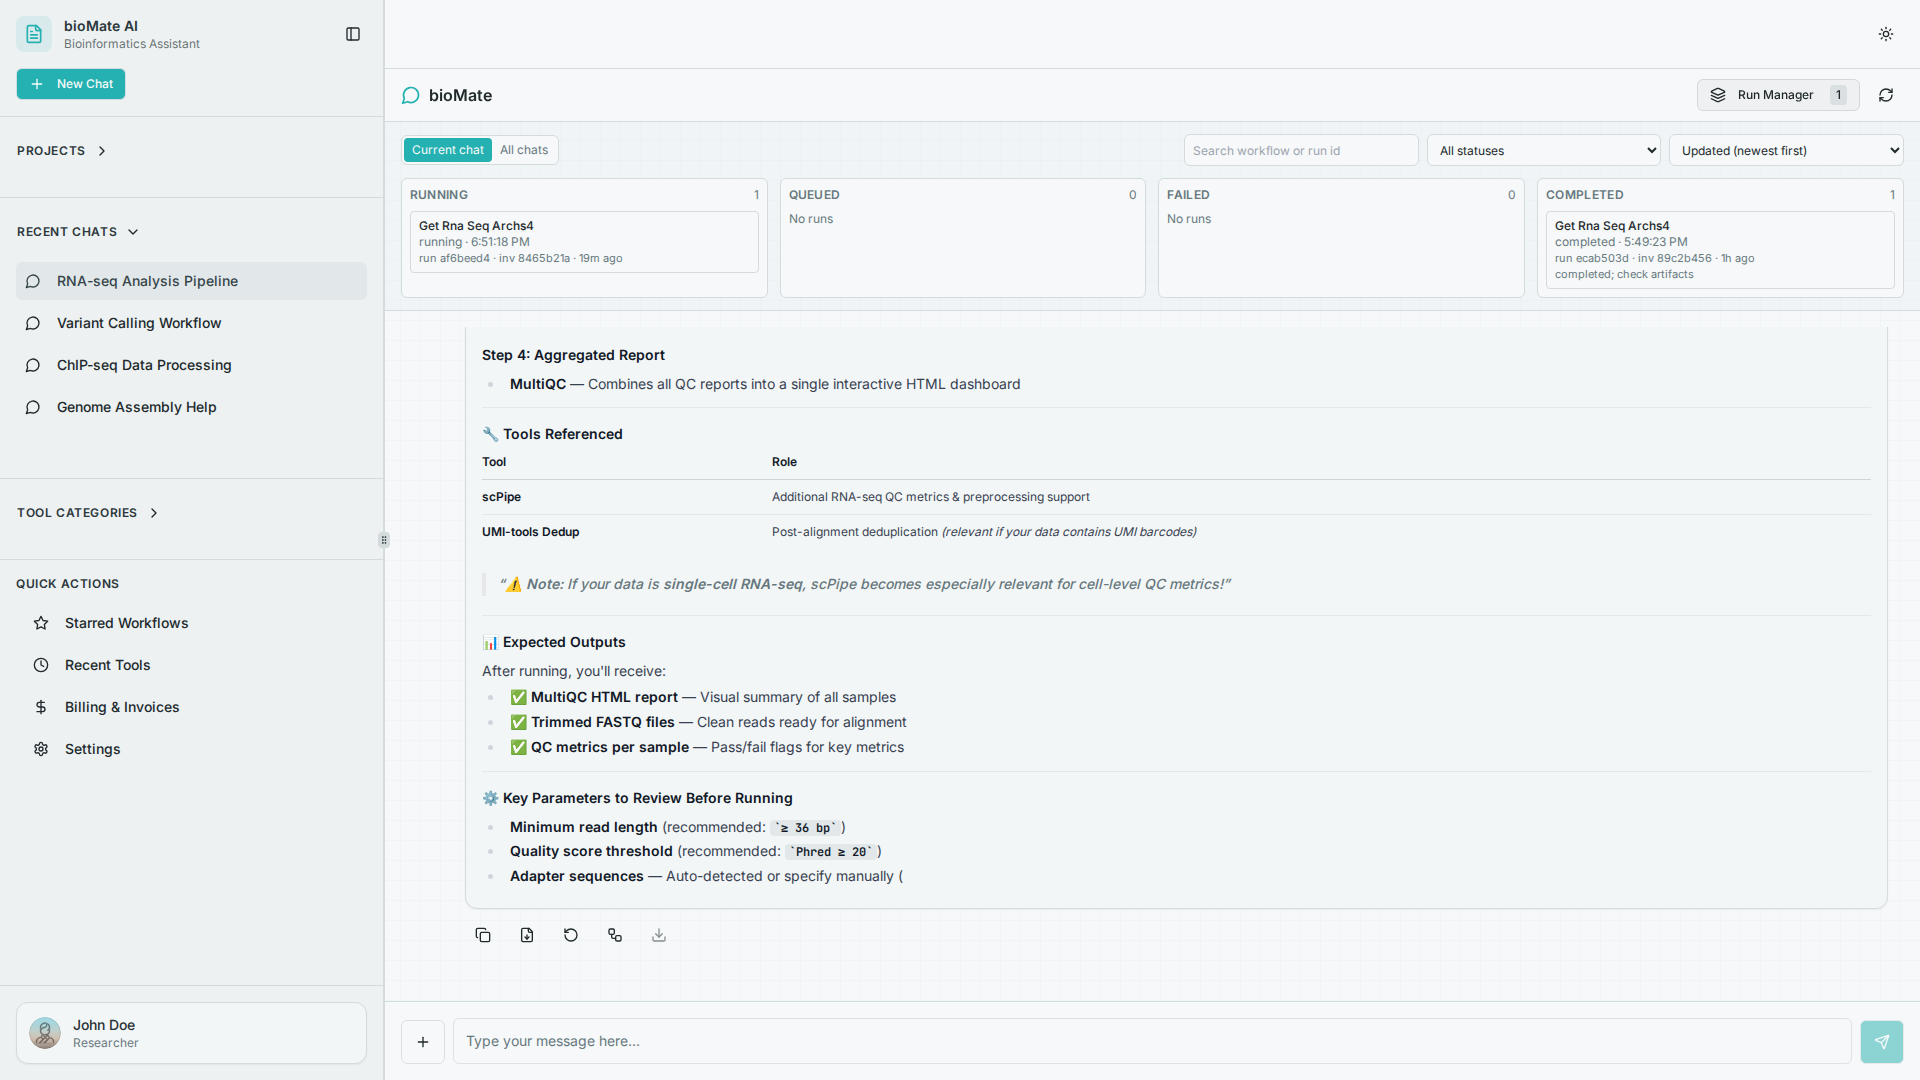 bioMate AI
Bioinformatics Assistant
New Chat
PROJECTS
RECENT CHATS
RNA-seq Analysis Pipeline
Variant Calling Workflow
ChIP-seq Data Processing
Genome Assembly Help
TOOL CATEGORIES
QUICK ACTIONS
Starred Workflows
Recent Tools
Billing & Invoices
Settings
John Doe
Researcher
bioMate
Run Manager 1
Current chat All chats
Search workflow or run id
All statuses
Updated (newest first)
RUNNING 1
Get Rna Seq Archs4
running · 6:51:18 PM
run af6beed4 · inv 8465b21a · 19m ago
QUEUED 0
No runs
FAILED 0
No runs
COMPLETED 1
Get Rna Seq Archs4
completed · 5:49:23 PM
run ecab503d · inv 89c2b456 · 1h ago
completed; check artifacts
Step 4: Aggregated Report
MultiQC — Combines all QC reports into a single interactive HTML dashboard
🔧 Tools Referenced
Tool Role
scPipe Additional RNA-seq QC metrics & preprocessing support
UMI-tools Dedup Post-alignment deduplication (relevant if your data contains UMI barcodes)
“⚠️ Note: If your data is single-cell RNA-seq, scPipe becomes especially relevant for cell-level QC metrics!”
📊 Expected Outputs
After running, you'll receive:
✅ MultiQC HTML report — Visual summary of all samples
✅ Trimmed FASTQ files — Clean reads ready for alignment
✅ QC metrics per sample — Pass/fail flags for key metrics
⚙️ Key Parameters to Review Before Running
Minimum read length (recommended: `≥ 36 bp`)
Quality score threshold (recommended: `Phred ≥ 20`)
Adapter sequences — Auto-detected or specify manually (
Type your message here...